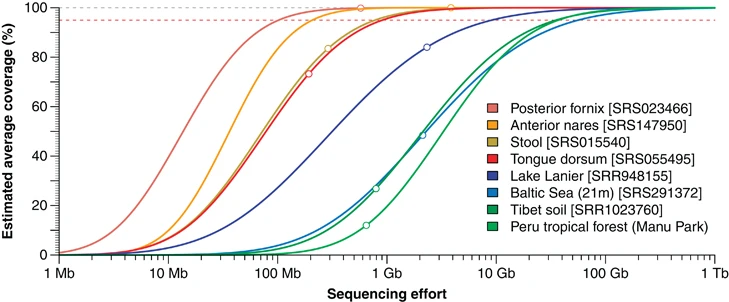 Estimated average coverage (%)
100
80
60
40
20
0
Posterior fornix [SRS023466]
Anterior nares [SRS147950]
Stool [SRS015540]
Tongue dorsum [SRS055495]
Lake Lanier [SRR948155]
Baltic Sea (21m) [SRS291372]
Tibet soil [SRR1023760]
Peru tropical forest (Manu Park)
1 Mb 10 Mb 100 Mb 1 Gb 10 Gb 100 Gb 1 Tb
Sequencing effort